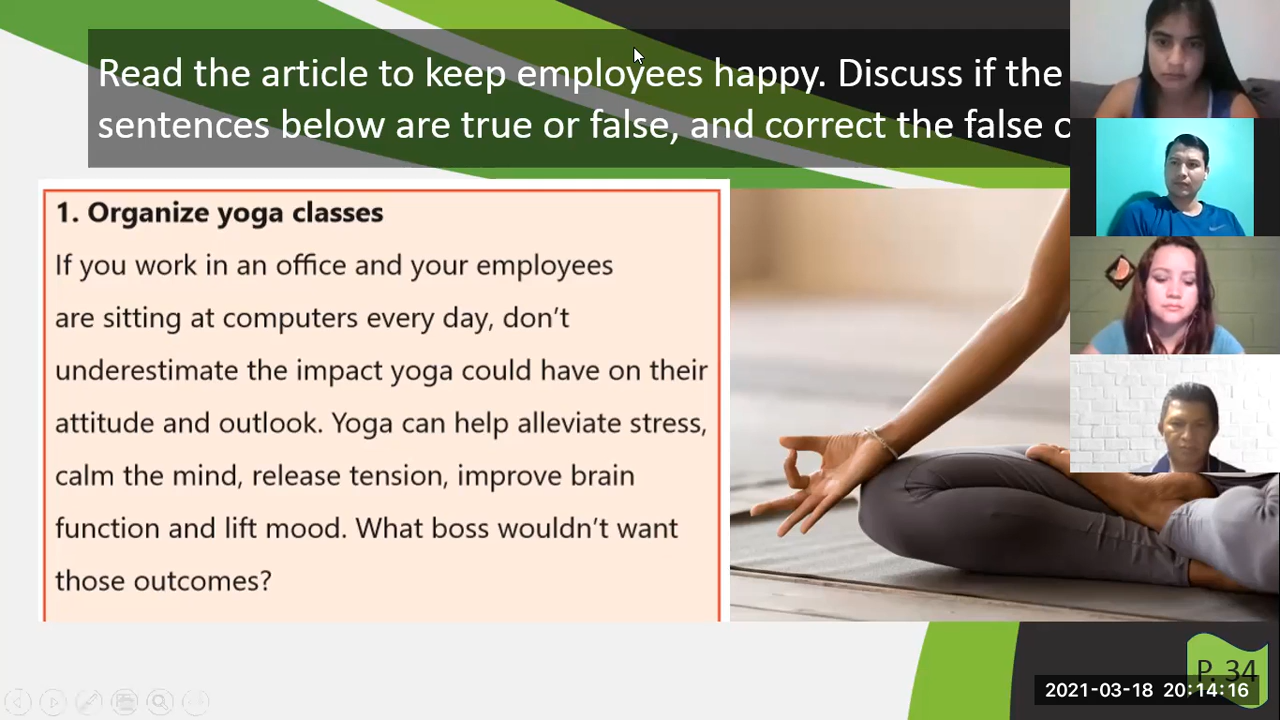 Read the article to keep employees happy. Discuss if the
sentences below are true or false, and correct the false
1. Organize yoga classes
If you work in an office and your employees
are sitting at computers every day, don't
underestimate the impact yoga could have on their
attitude and outlook. Yoga can help alleviate stress,
calm the mind, release tension, improve brain
function and lift mood. What boss wouldn't want
those outcomes?
P. 34
2021-03-18 20:14:16